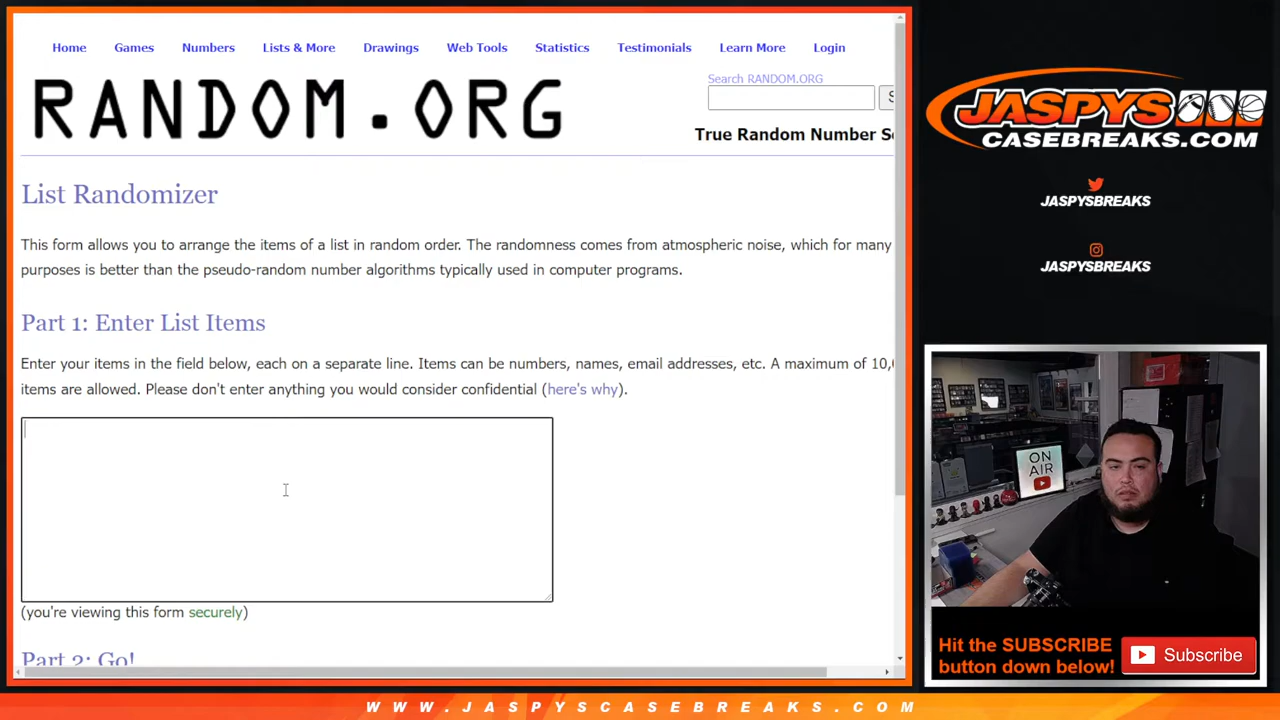 Home Games Numbers Lists & More Drawings Web Tools Statistics Testimonials Learn More Login
RANDOM.ORG
Search RANDOM.ORG
True Random Number
List Randomizer
This form allows you to arrange the items of a list in random order. The randomness comes from atmospheric noise, which for many
purposes is better than the pseudo-random number algorithms typically used in computer programs.
Part 1: Enter List Items
Enter your items in the field below, each on a separate line. Items can be numbers, names, email addresses, etc. A maximum of 10,
items are allowed. Please don't enter anything you would consider confidential (here's why).
(you're viewing this form securely)
Part 2: Go!
JASPYS
CASEBREAKS.COM
JASPYSBREAKS
JASPYSBREAKS
ON
AIR
Hit the SUBSCRIBE
button down below!
Subscribe
WWW.JASPYSCASEBREAKS.COM